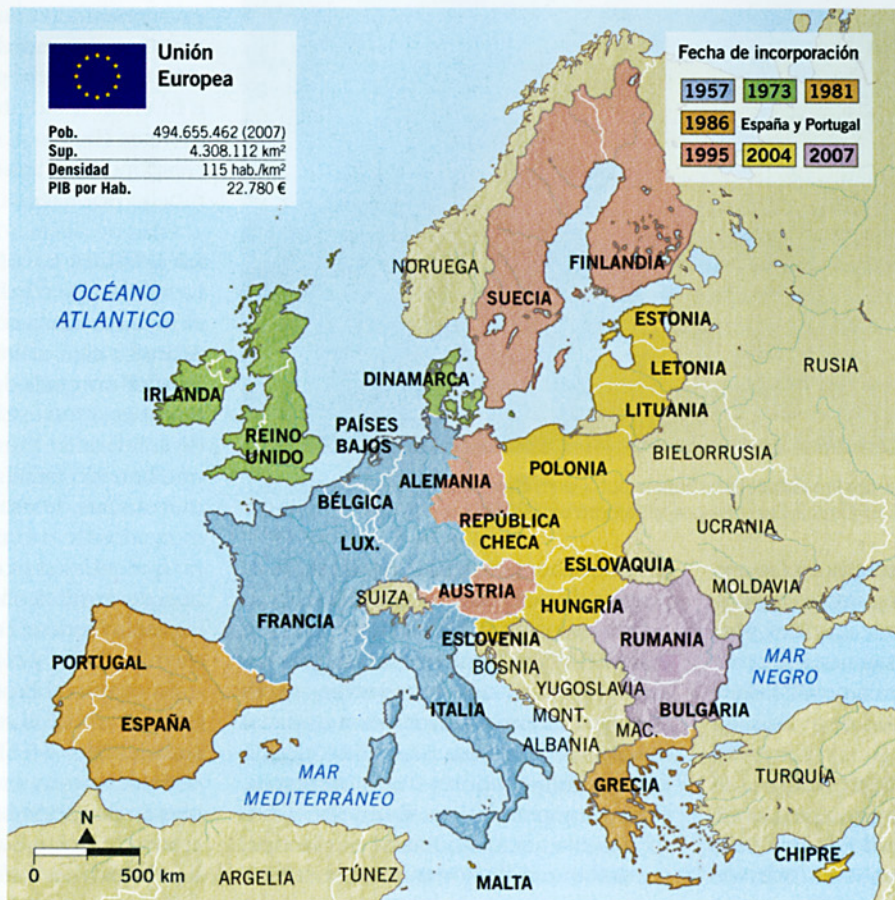 Unión
Europea
Pob. 494.655.462 (2007)
Sup. 4.308.112 km²
Densidad 115 hab./km²
PIB por Hab. 22.780 €
Fecha de incorporación
1957 1973 1981
1986 España y Portugal
1995 2004 2007
OCÉANO
ATLANTICO
NORUEGA
FINLANDIA
SUECIA
ESTONIA
LETONIA
RUSIA
LITUANIA
IRLANDA
DINAMARCA
REINO
UNIDO
PAÍSES
BAJOS
BIELORRUSIA
POLONIA
ALEMANIA
BÉLGICA
REPÚBLICA
CHECA
UCRANIA
LUX.
ESLOVAQUIA
MOLDAVIA
SUIZA
AUSTRIA
HUNGRÍA
FRANCIA
ESLOVENIA
RUMANIA
BOSNIA
MAR
NEGRO
PORTUGAL
YUGOSLAVIA
ITALIA
BULGARIA
ESPAÑA
MONT.
MAC.
ALBANIA
MAR
MEDITERRÁNEO
GRECIA
TURQUÍA
N
0 500 km
CHIPRE
ARGELIA
TÚNEZ
MALTA